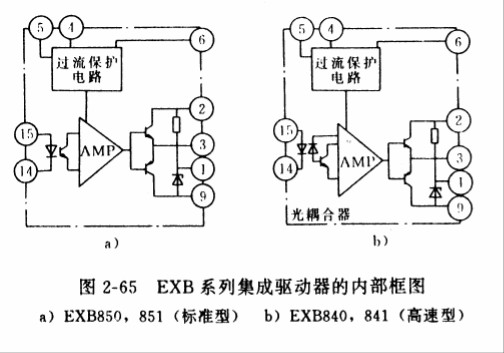 5 4 6
过流保护
电路
2
15 AMP 3
14 1
9
a)
5 4 6
过流保护
电路
2
15 AMP 3
14 1
9
光耦合器
b)
图 2-65 EXB 系列集成驱动器的内部框图
a) EXB850, 851 (标准型) b) EXB840, 841 (高速型)